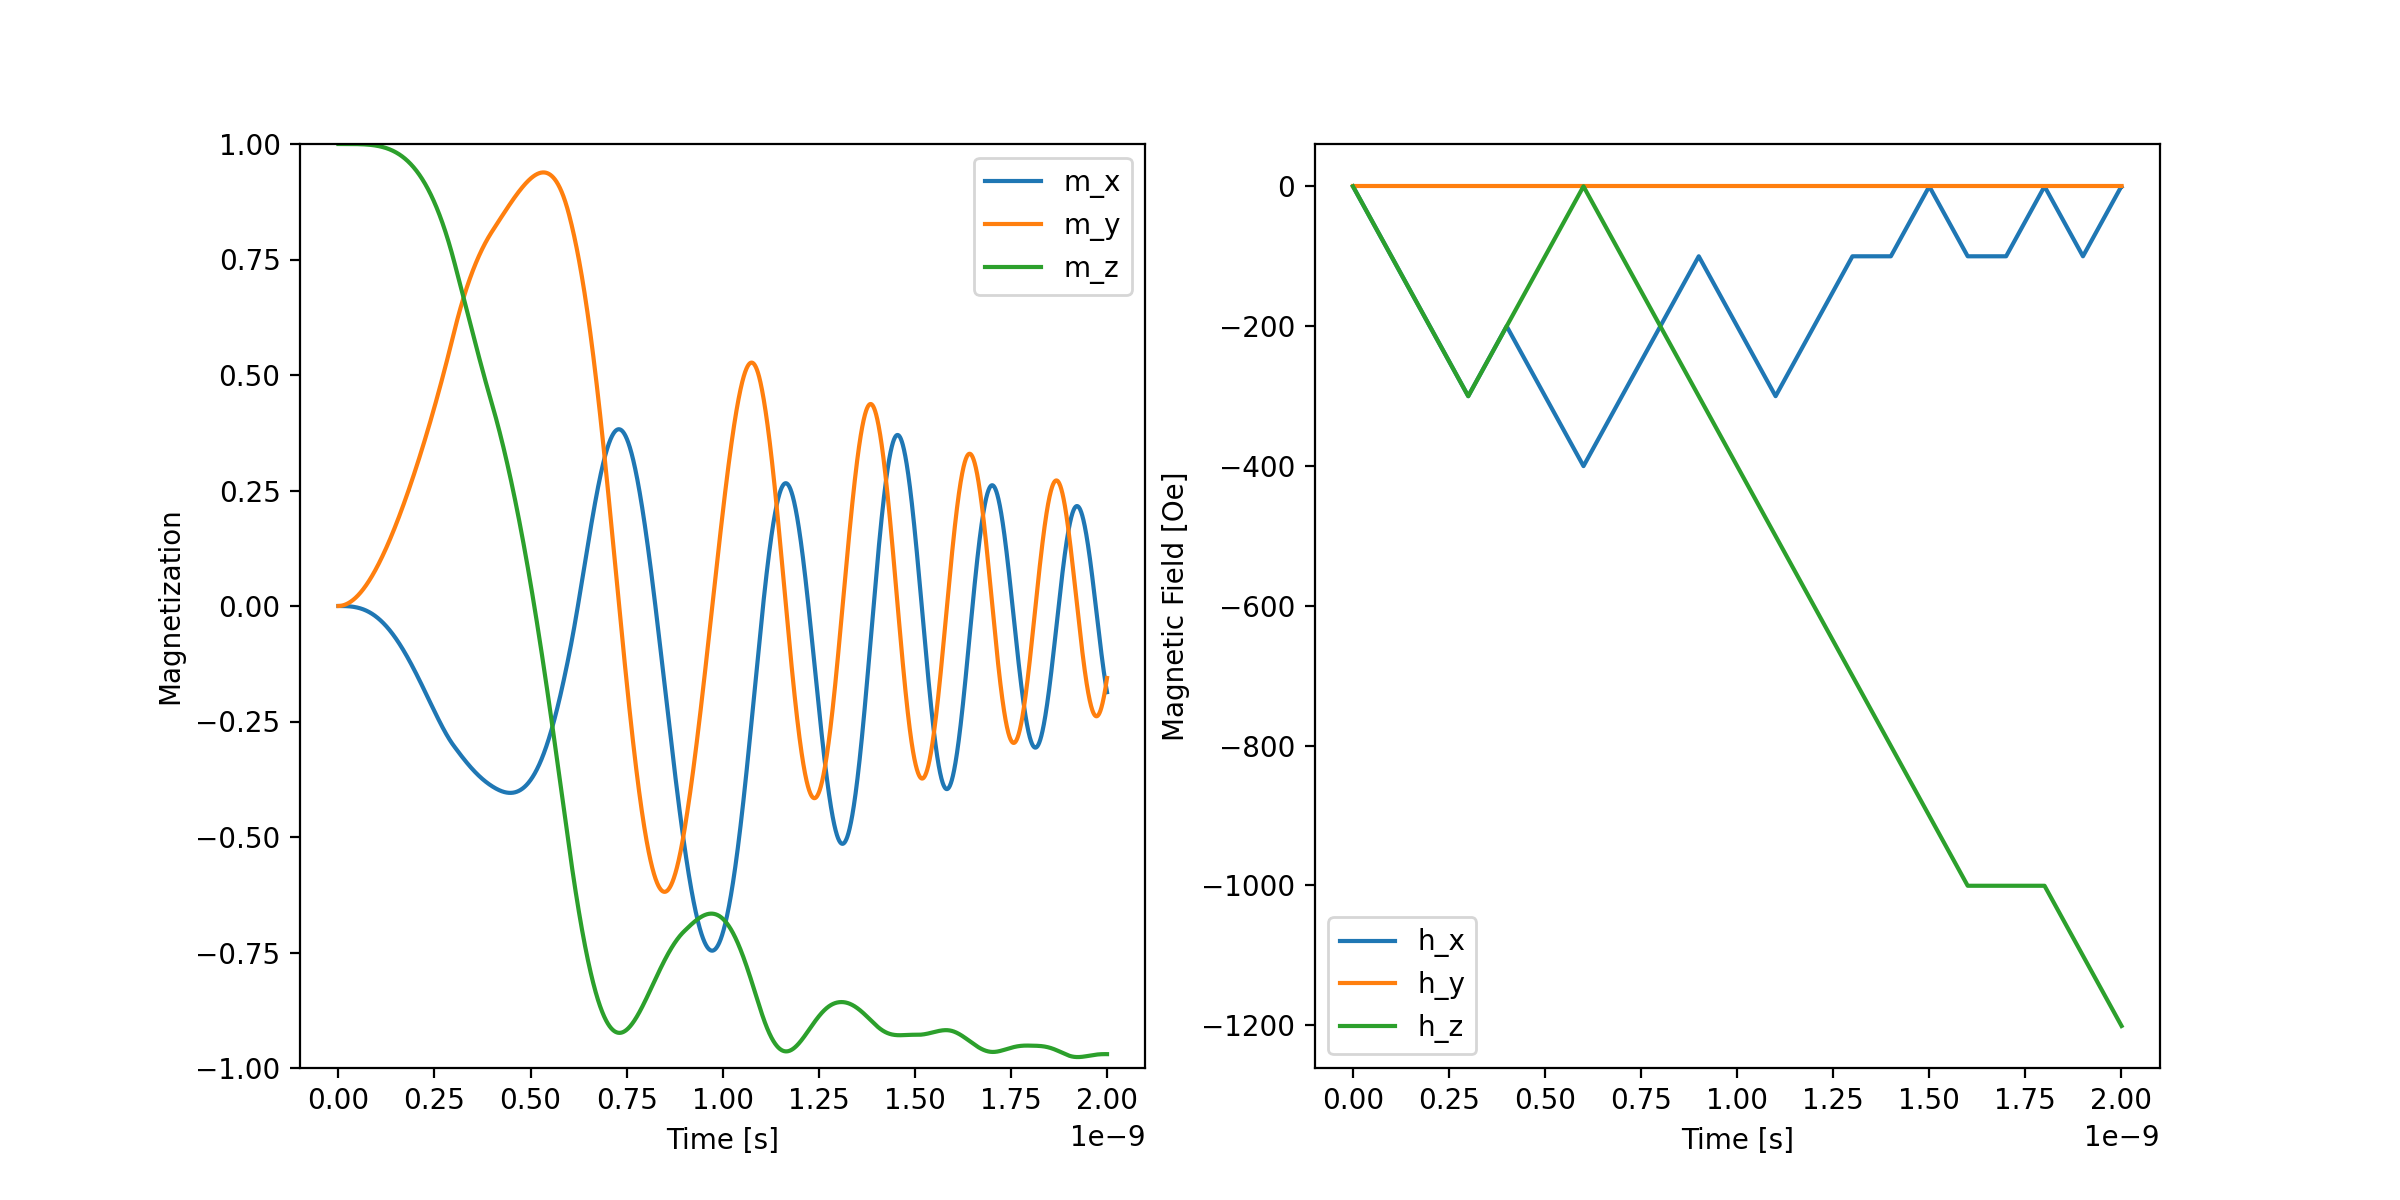 1.00
0.75
0.50
0.25
0.00
−0.25
−0.50
−0.75
−1.00
Magnetization
m_x
m_y
m_z
0.00 0.25 0.50 0.75 1.00 1.25 1.50 1.75 2.00
Time [s]
1e−9
0
−200
−400
−600
−800
−1000
−1200
Magnetic Field [Oe]
h_x
h_y
h_z
0.00 0.25 0.50 0.75 1.00 1.25 1.50 1.75 2.00
Time [s]
1e−9